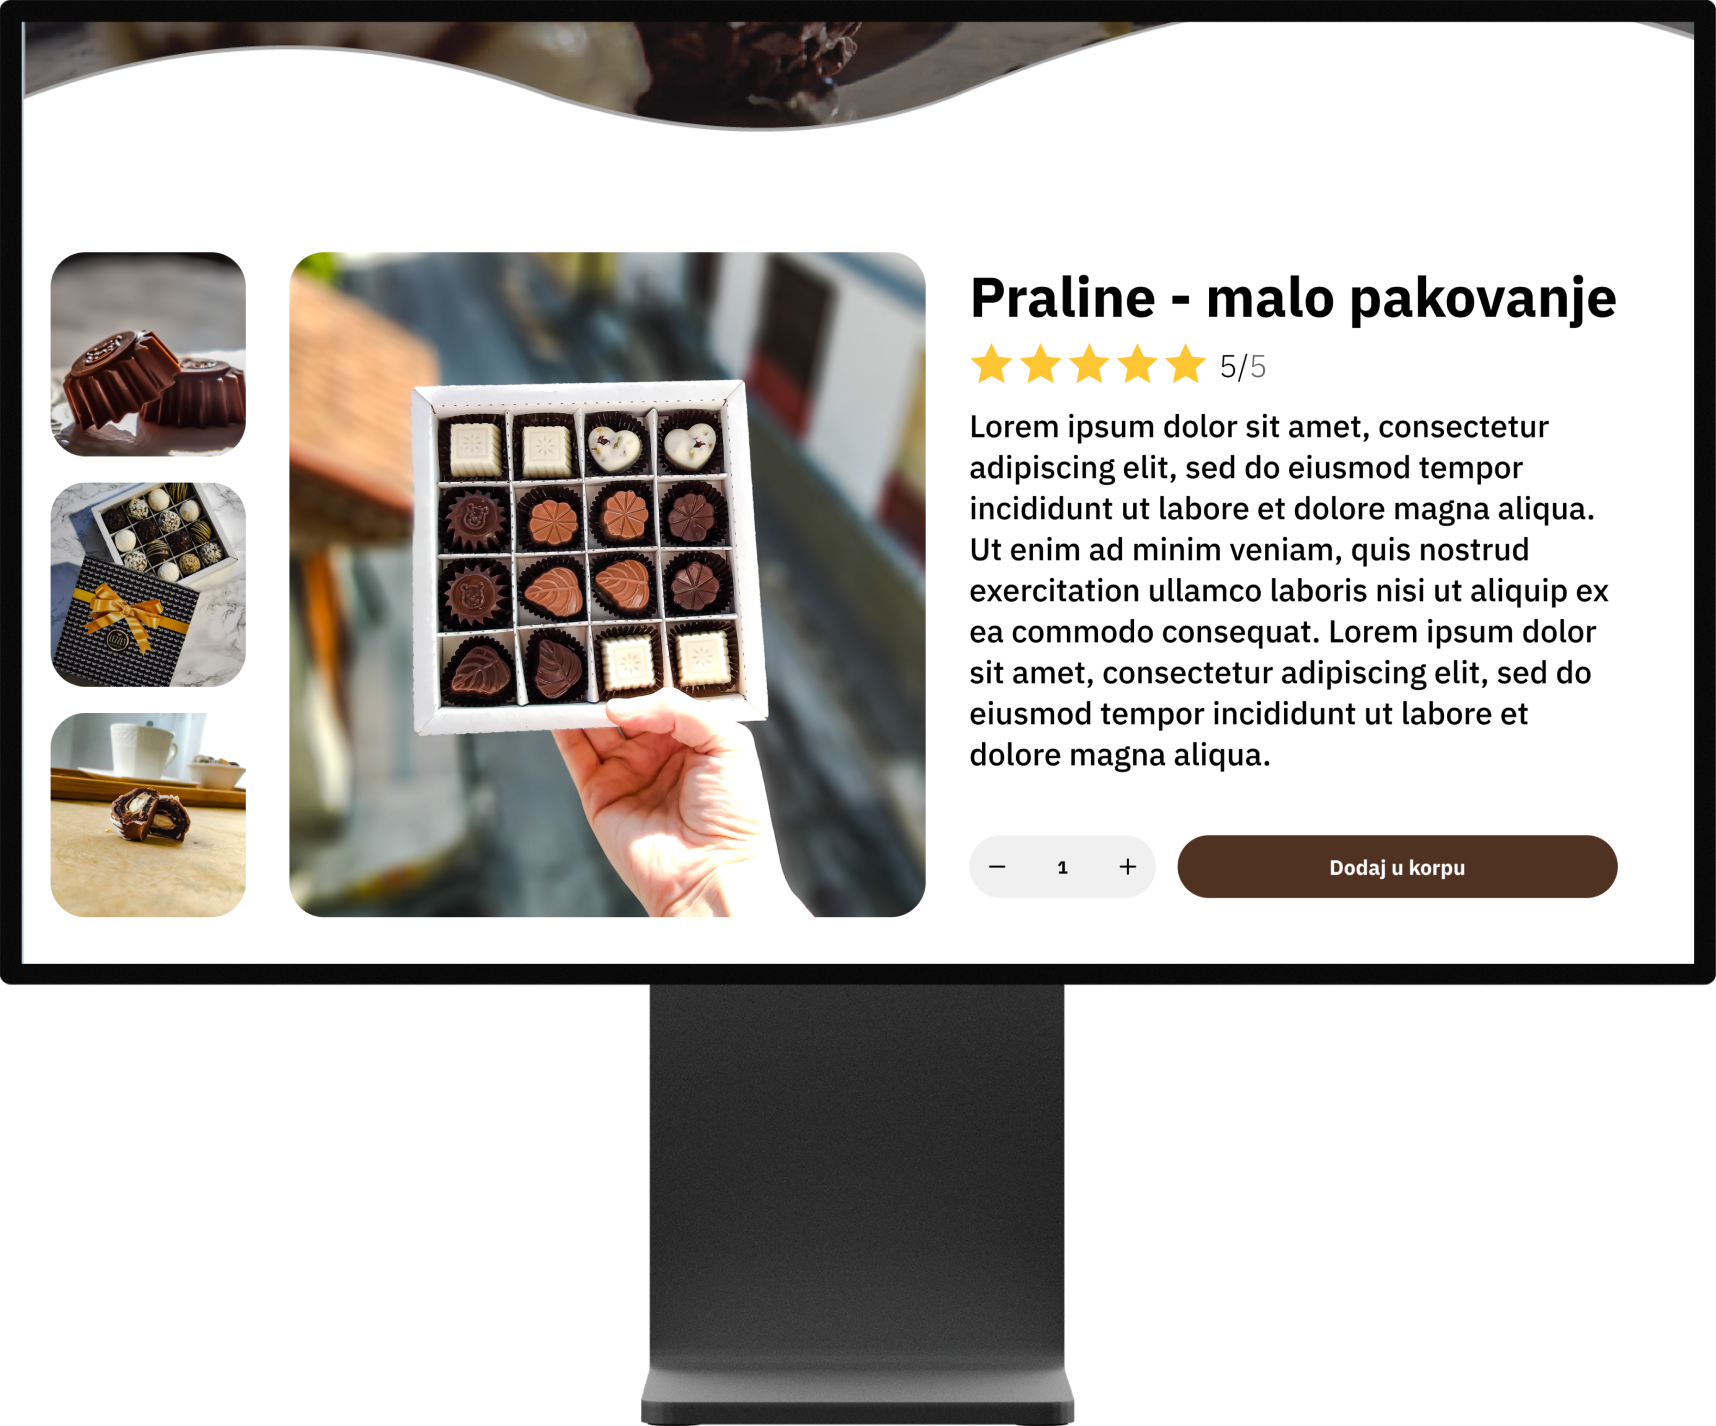 Praline - malo pakovanje
5/5
Lorem ipsum dolor sit amet, consectetur
adipiscing elit, sed do eiusmod tempor
incididunt ut labore et dolore magna aliqua.
Ut enim ad minim veniam, quis nostrud
exercitation ullamco laboris nisi ut aliquip ex
ea commodo consequat. Lorem ipsum dolor
sit amet, consectetur adipiscing elit, sed do
eiusmod tempor incididunt ut labore et
dolore magna aliqua.
− 1 + Dodaj u korpu